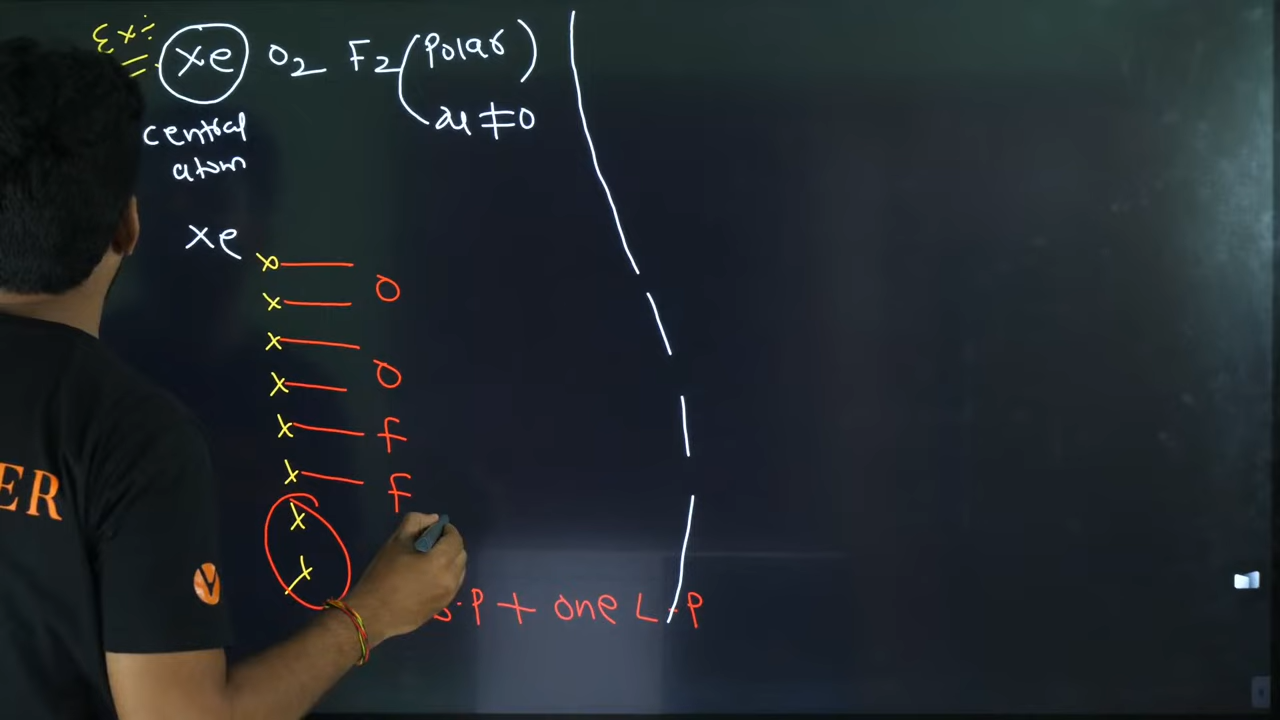 Ex:-
Xe O2 F2 (Polar)
μ ≠ 0
central
atom
Xe
x
x O
x
x O
x F
x F
x
x
B.P + one L.P
ER
V